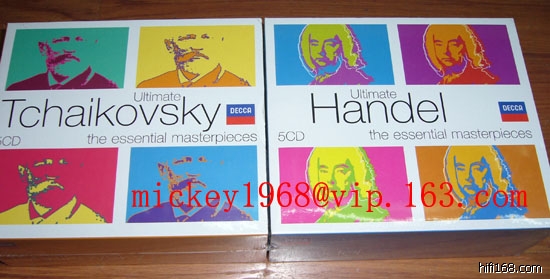 Ultimate
Tchaikovsky
DECCA
5CD
the essential masterpieces
Ultimate
Handel
DECCA
5CD
the essential masterpieces
mickey1968@vip.163.com
hifi168.com